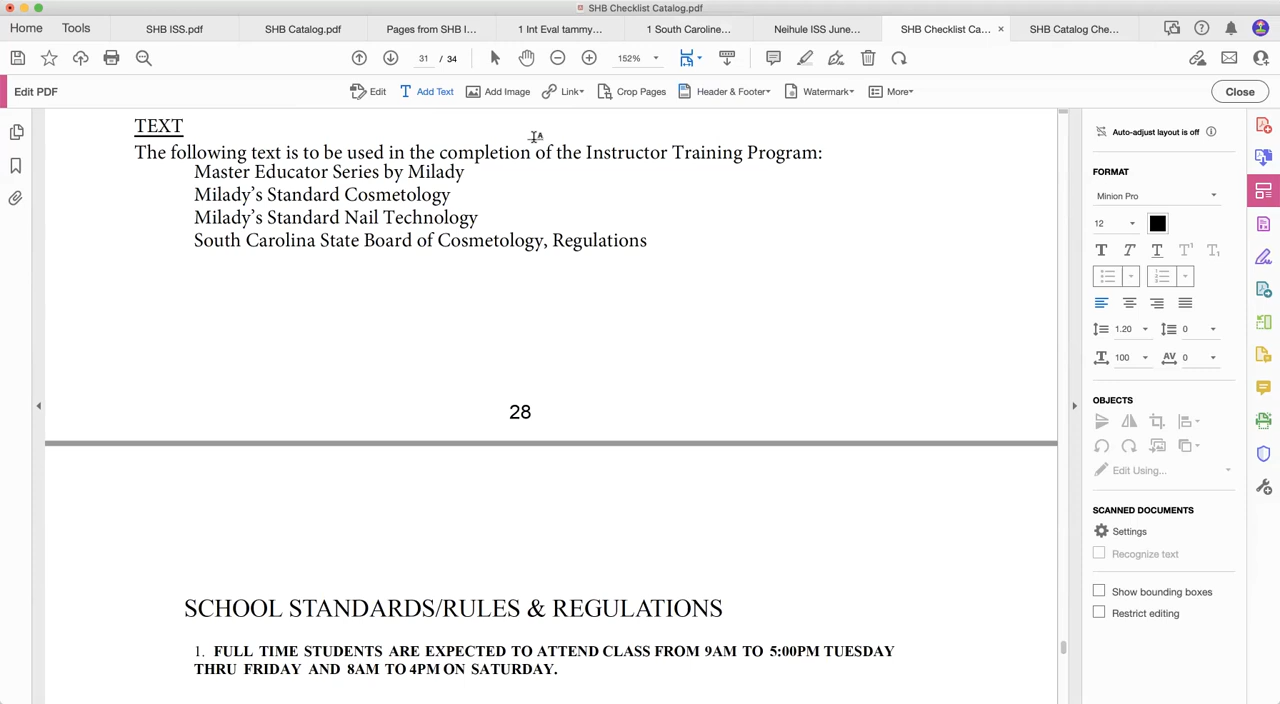 SHB Checklist Catalog.pdf
Home Tools SHB ISS.pdf SHB Catalog.pdf Pages from SHB I... 1 Int Eval tammy... 1 South Caroline... Neihule ISS June... SHB Checklist Ca... × SHB Catalog Che...
31 / 34 152%
Edit PDF Edit Add Text Add Image Link Crop Pages Header & Footer Watermark More Close
TEXT
The following text is to be used in the completion of the Instructor Training Program:
Master Educator Series by Milady
Milady's Standard Cosmetology
Milady's Standard Nail Technology
South Carolina State Board of Cosmetology, Regulations
28
SCHOOL STANDARDS/RULES & REGULATIONS
1. FULL TIME STUDENTS ARE EXPECTED TO ATTEND CLASS FROM 9AM TO 5:00PM TUESDAY
THRU FRIDAY AND 8AM TO 4PM ON SATURDAY.
Auto-adjust layout is off
FORMAT
Minion Pro
12
T T T T¹ T₁
1.20 0
100 AV 0
OBJECTS
Edit Using...
SCANNED DOCUMENTS
Settings
Recognize text
Show bounding boxes
Restrict editing